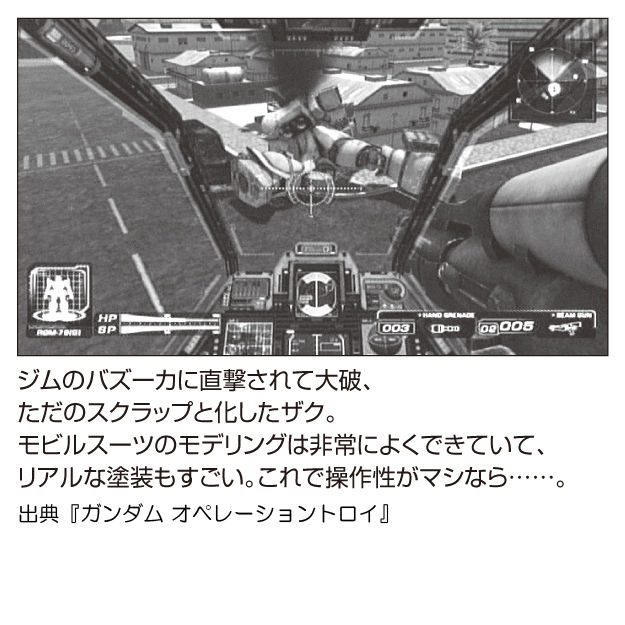 RGM-79[G]
HP
SP
HAND GRENADE
003
BEAM GUN
02 005
ジムのバズーカに直撃されて大破、
ただのスクラップと化したザク。
モビルスーツのモデリングは非常によくできていて、
リアルな塗装もすごい。これで操作性がマシなら……。
出典『ガンダム オペレーショントロイ』